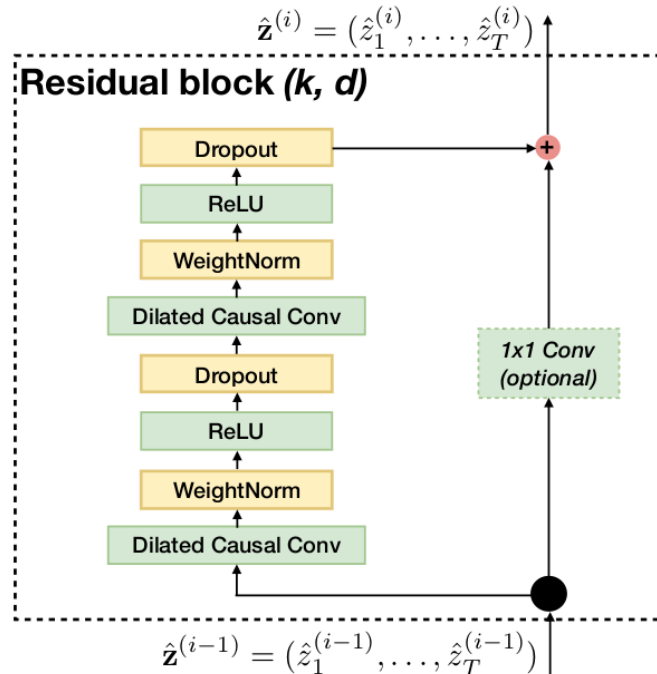 ẑ^(i) = (ẑ_1^(i), . . . , ẑ_T^(i))
Residual block (k, d)
Dropout
+
ReLU
WeightNorm
Dilated Causal Conv
1x1 Conv
(optional)
Dropout
ReLU
WeightNorm
Dilated Causal Conv
ẑ^(i−1) = (ẑ_1^(i−1), . . . , ẑ_T^(i−1))